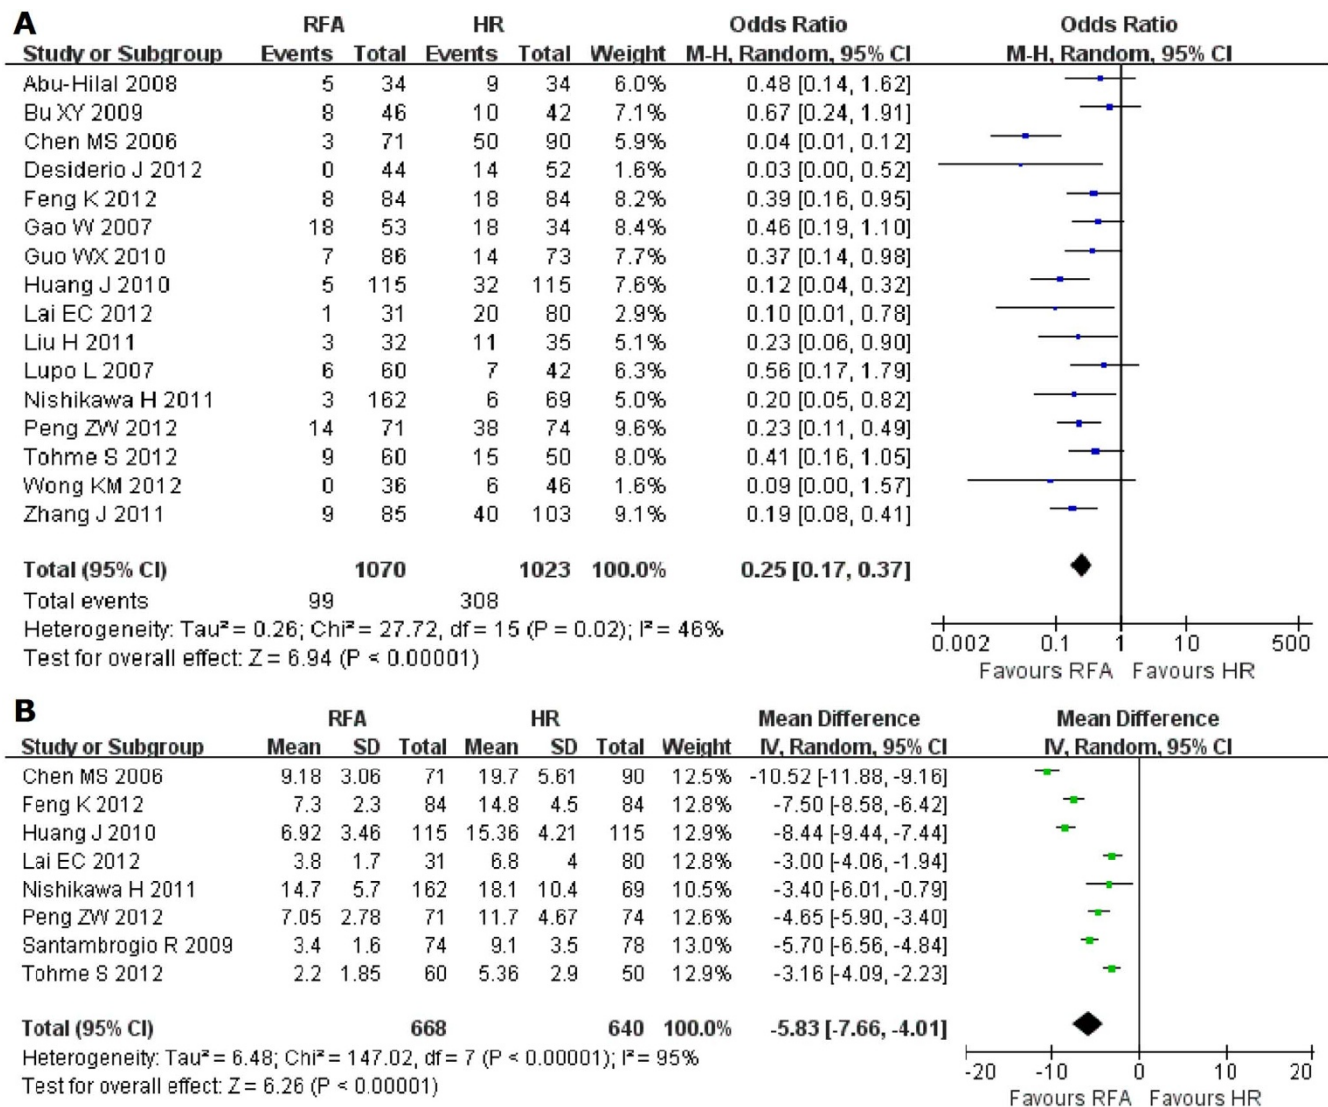 A
RFA HR Odds Ratio Odds Ratio
Study or Subgroup Events Total Events Total Weight M-H, Random, 95% CI M-H, Random, 95% CI
Abu-Hilal 2008 5 34 9 34 6.0% 0.48 [0.14, 1.62]
Bu XY 2009 8 46 10 42 7.1% 0.67 [0.24, 1.91]
Chen MS 2006 3 71 50 90 5.9% 0.04 [0.01, 0.12]
Desiderio J 2012 0 44 14 52 1.6% 0.03 [0.00, 0.52]
Feng K 2012 8 84 18 84 8.2% 0.39 [0.16, 0.95]
Gao W 2007 18 53 18 34 8.4% 0.46 [0.19, 1.10]
Guo WX 2010 7 86 14 73 7.7% 0.37 [0.14, 0.98]
Huang J 2010 5 115 32 115 7.6% 0.12 [0.04, 0.32]
Lai EC 2012 1 31 20 80 2.9% 0.10 [0.01, 0.78]
Liu H 2011 3 32 11 35 5.1% 0.23 [0.06, 0.90]
Lupo L 2007 6 60 7 42 6.3% 0.56 [0.17, 1.79]
Nishikawa H 2011 3 162 6 69 5.0% 0.20 [0.05, 0.82]
Peng ZW 2012 14 71 38 74 9.6% 0.23 [0.11, 0.49]
Tohme S 2012 9 60 15 50 8.0% 0.41 [0.16, 1.05]
Wong KM 2012 0 36 6 46 1.6% 0.09 [0.00, 1.57]
Zhang J 2011 9 85 40 103 9.1% 0.19 [0.08, 0.41]
Total (95% CI) 1070 1023 100.0% 0.25 [0.17, 0.37]
Total events 99 308
Heterogeneity: Tau² = 0.26; Chi² = 27.72, df = 15 (P = 0.02); I² = 46%
Test for overall effect: Z = 6.94 (P < 0.00001)
0.002 0.1 1 10 500
Favours RFA Favours HR
B
RFA HR Mean Difference Mean Difference
Study or Subgroup Mean SD Total Mean SD Total Weight IV, Random, 95% CI IV, Random, 95% CI
Chen MS 2006 9.18 3.06 71 19.7 5.61 90 12.5% -10.52 [-11.88, -9.16]
Feng K 2012 7.3 2.3 84 14.8 4.5 84 12.8% -7.50 [-8.58, -6.42]
Huang J 2010 6.92 3.46 115 15.36 4.21 115 12.9% -8.44 [-9.44, -7.44]
Lai EC 2012 3.8 1.7 31 6.8 4 80 12.8% -3.00 [-4.06, -1.94]
Nishikawa H 2011 14.7 5.7 162 18.1 10.4 69 10.5% -3.40 [-6.01, -0.79]
Peng ZW 2012 7.05 2.78 71 11.7 4.67 74 12.6% -4.65 [-5.90, -3.40]
Santambrogio R 2009 3.4 1.6 74 9.1 3.5 78 13.0% -5.70 [-6.56, -4.84]
Tohme S 2012 2.2 1.85 60 5.36 2.9 50 12.9% -3.16 [-4.09, -2.23]
Total (95% CI) 668 640 100.0% -5.83 [-7.66, -4.01]
Heterogeneity: Tau² = 6.48; Chi² = 147.02, df = 7 (P < 0.00001); I² = 95%
Test for overall effect: Z = 6.26 (P < 0.00001)
-20 -10 0 10 20
Favours RFA Favours HR